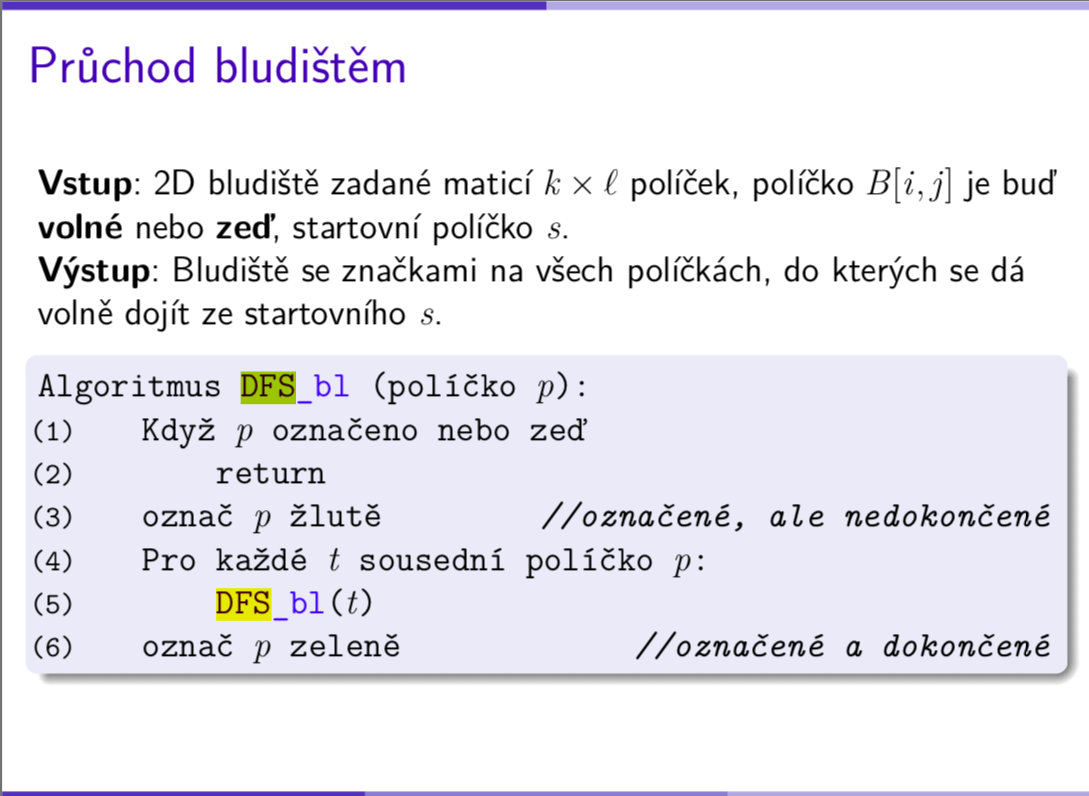 Průchod bludištěm
Vstup: 2D bludiště zadané maticí k × ℓ políček, políčko B[i, j] je buď
volné nebo zeď, startovní políčko s.
Výstup: Bludiště se značkami na všech políčkách, do kterých se dá
volně dojít ze startovního s.
Algoritmus DFS_bl (políčko p):
(1) Když p označeno nebo zeď
(2) return
(3) označ p žlutě //označené, ale nedokončené
(4) Pro každé t sousední políčko p:
(5) DFS_bl(t)
(6) označ p zeleně //označené a dokončené